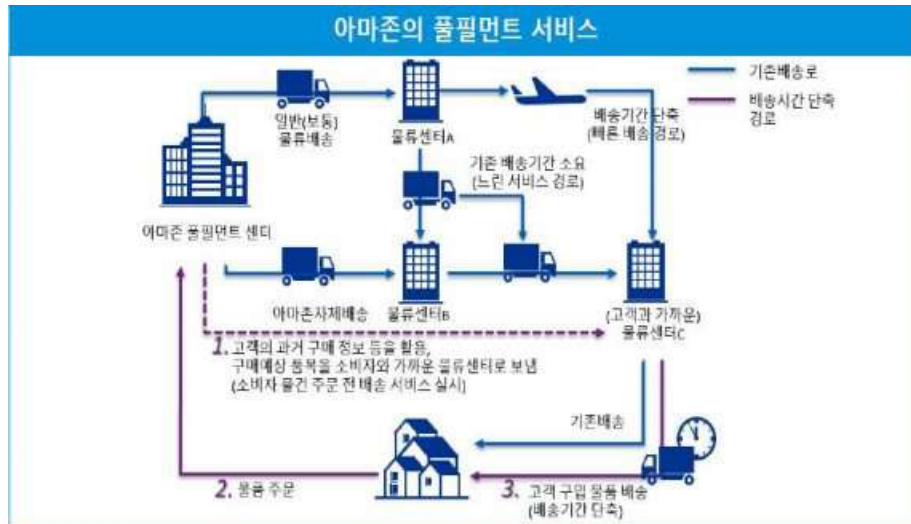 아마존의 풀필먼트 서비스
기존배송로
배송시간 단축
경로
일반(보통)
물류배송
물류센터A
배송기간 단축
(빠른 배송 경로)
기존 배송기간 소요
(느린 서비스 경로)
아마존 풀필먼트 센터
아마존자체배송
물류센터B
(고객과 가까운)
물류센터C
1. 고객의 과거 구매 정보 등을 활용,
구매예상 품목을 소비자와 가까운 물류센터로 보냄
(소비자 물건 주문 전 배송 서비스 실시)
기존배송
2. 물품 주문
3. 고객 구입 물품 배송
(배송기간 단축)